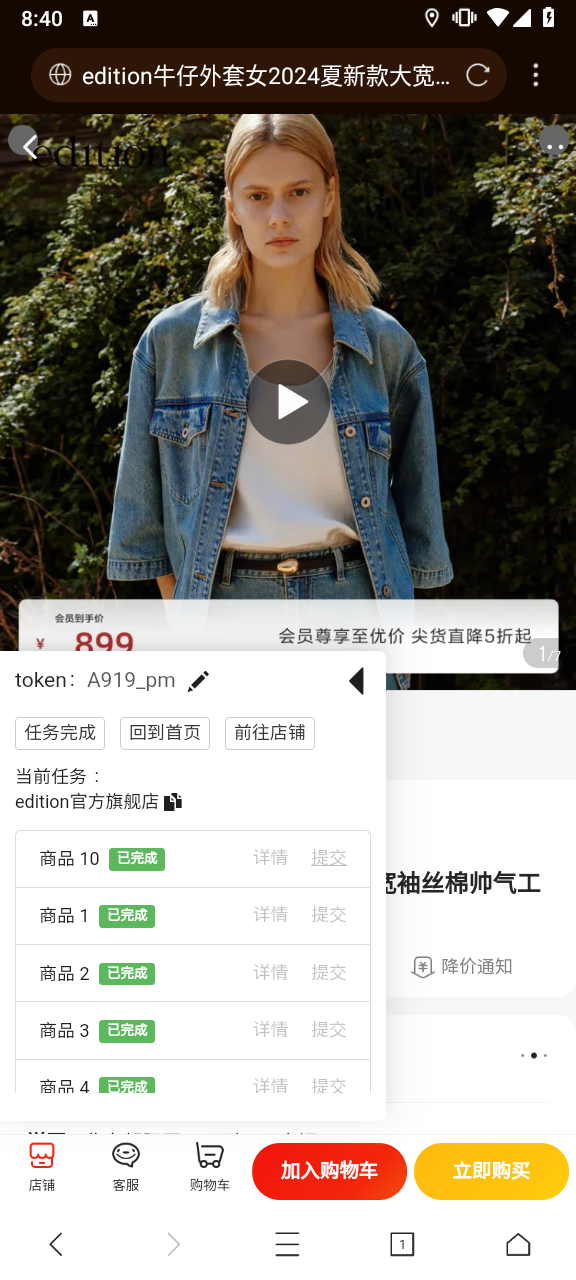 8:40
A
edition牛仔外套女2024夏新款大宽...
edition
会员到手价
¥ 899
会员尊享至优价 尖货直降5折起
1/7
token: A919_pm
任务完成 回到首页 前往店铺
当前任务：
edition官方旗舰店
商品 10 已完成 详情 提交
宽袖丝棉帅气工
商品 1 已完成 详情 提交
商品 2 已完成 详情 提交
降价通知
商品 3 已完成 详情 提交
商品 4 已完成 详情 提交
店铺 客服 购物车
加入购物车 立即购买
1